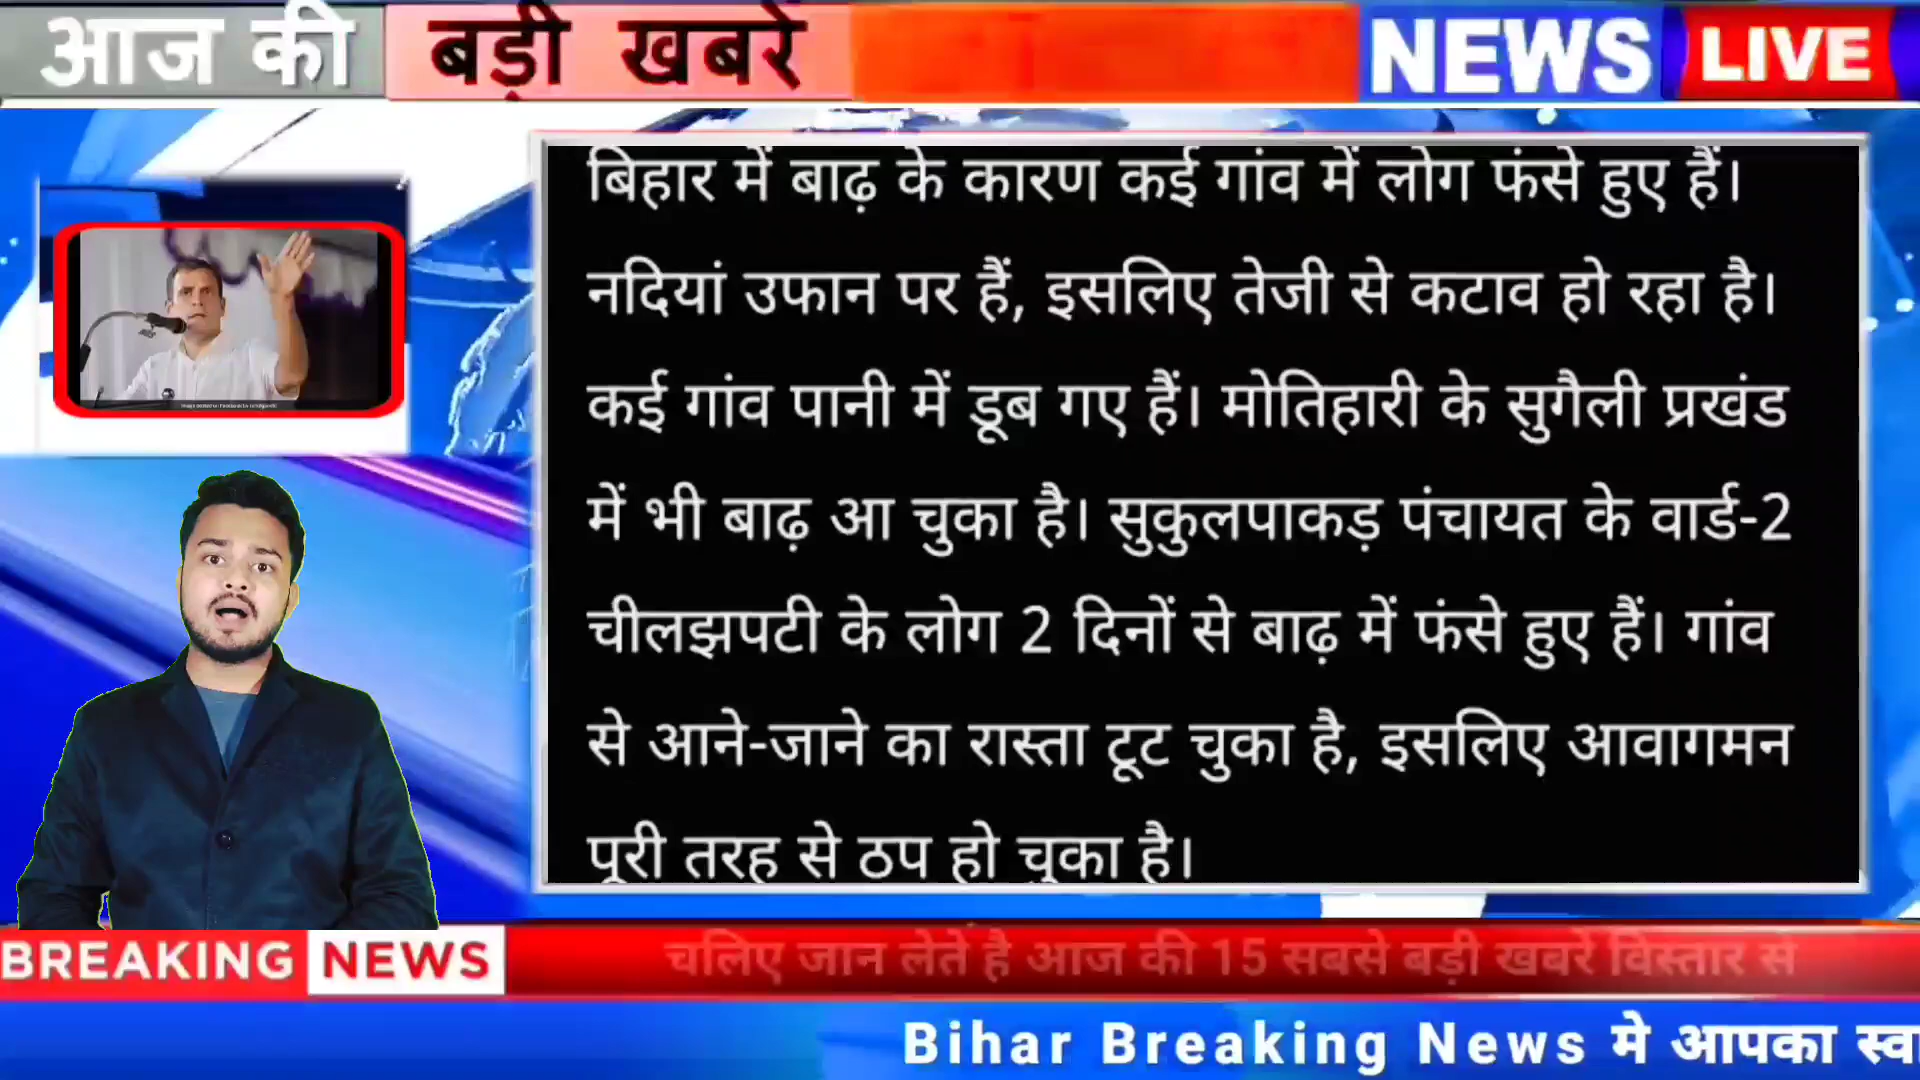 आज की बड़ी खबरें NEWS LIVE
बिहार में बाढ़ के कारण कई गांव में लोग फंसे हुए हैं।
नदियां उफान पर हैं, इसलिए तेजी से कटाव हो रहा है।
कई गांव पानी में डूब गए हैं। मोतिहारी के सुगैली प्रखंड
में भी बाढ़ आ चुका है। सुकुलपाकड़ पंचायत के वार्ड-2
चीलझपटी के लोग 2 दिनों से बाढ़ में फंसे हुए हैं। गांव
से आने-जाने का रास्ता टूट चुका है, इसलिए आवागमन
पूरी तरह से ठप हो चुका है।
BREAKING NEWS चलिए जान लेते है आज की 15 सबसे बड़ी खबरें विस्तार से
Bihar Breaking News मे आपका स्वा